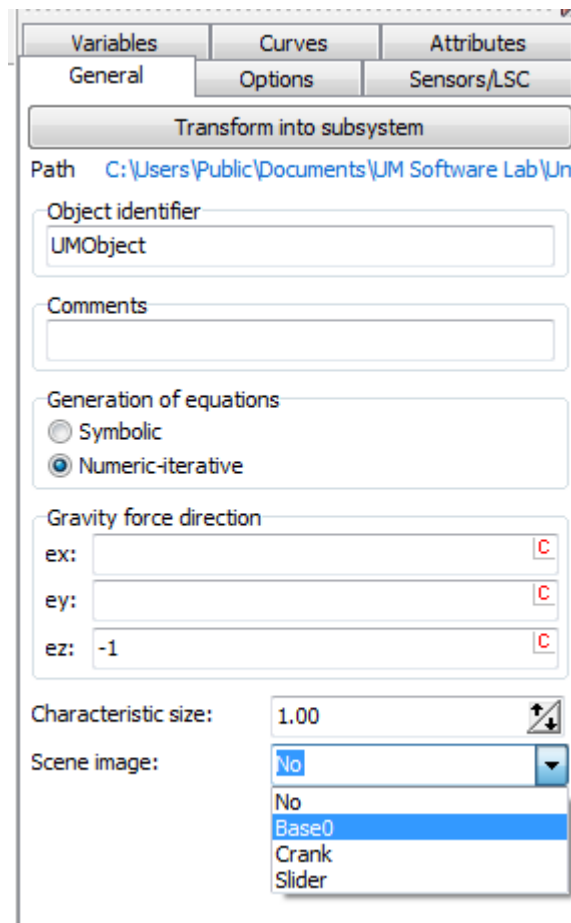 Variables Curves Attributes
General Options Sensors/LSC
Transform into subsystem
Path C:\Users\Public\Documents\UM Software Lab\Un
Object identifier
UMObject
Comments
Generation of equations
Symbolic
Numeric-iterative
Gravity force direction
ex: C
ey: C
ez: -1 C
Characteristic size: 1.00
Scene image: No
No
Base0
Crank
Slider